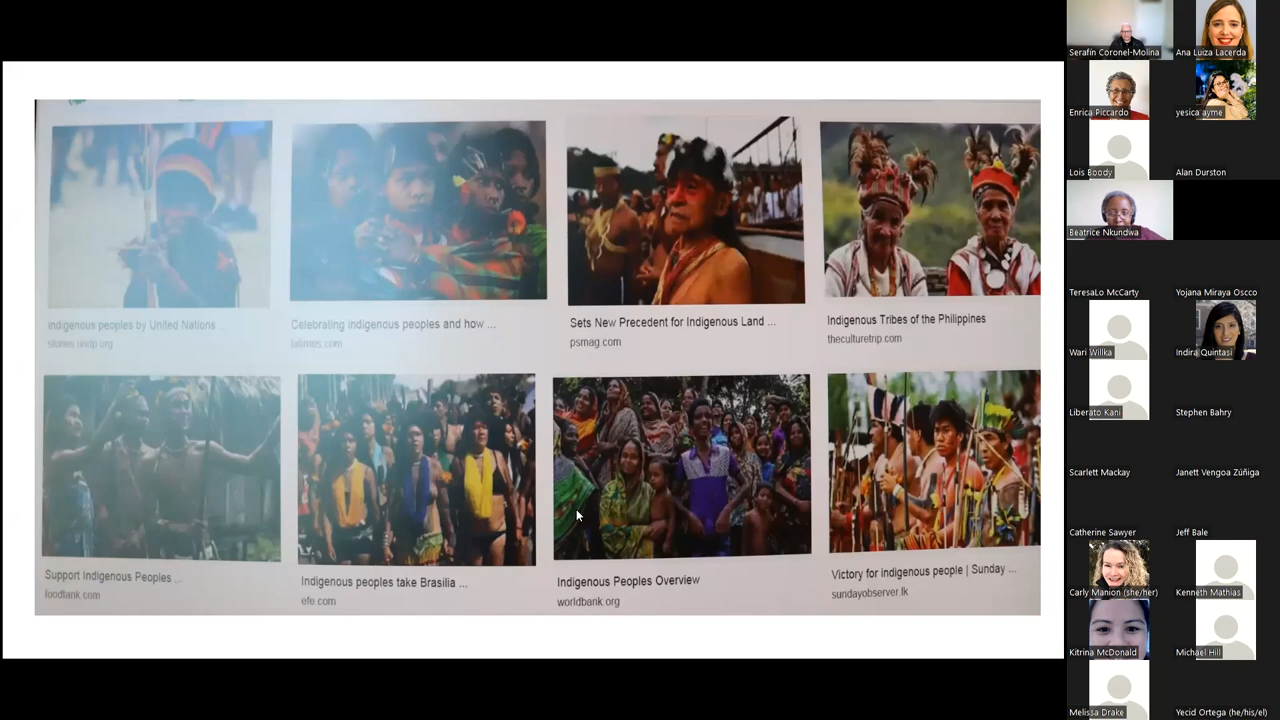 indigenous peoples by United Nations ...
stories.undp.org
Celebrating indigenous peoples and how ...
latimes.com
Sets New Precedent for Indigenous Land ...
psmag.com
Indigenous Tribes of the Philippines
theculturetrip.com
Support Indigenous Peoples ...
foodtank.com
Indigenous peoples take Brasilia ...
efe.com
Indigenous Peoples Overview
worldbank.org
Victory for indigenous people | Sunday ...
sundayobserver.lk
Serafín Coronel-Molina
Ana Luiza Lacerda
Enrica Piccardo
yesica ayme
Lois Boody
Alan Durston
Beatrice Nkundwa
TeresaLo McCarty
Yojana Miraya Oscco
Wari Willka
Indira Quintasi
Liberato Kani
Stephen Bahry
Scarlett Mackay
Janett Vengoa Zúñiga
Catherine Sawyer
Jeff Bale
Carly Manion (she/her)
Kenneth Mathias
Kitrina McDonald
Michael Hill
Melissa Drake
Yecid Ortega (he/his/el)